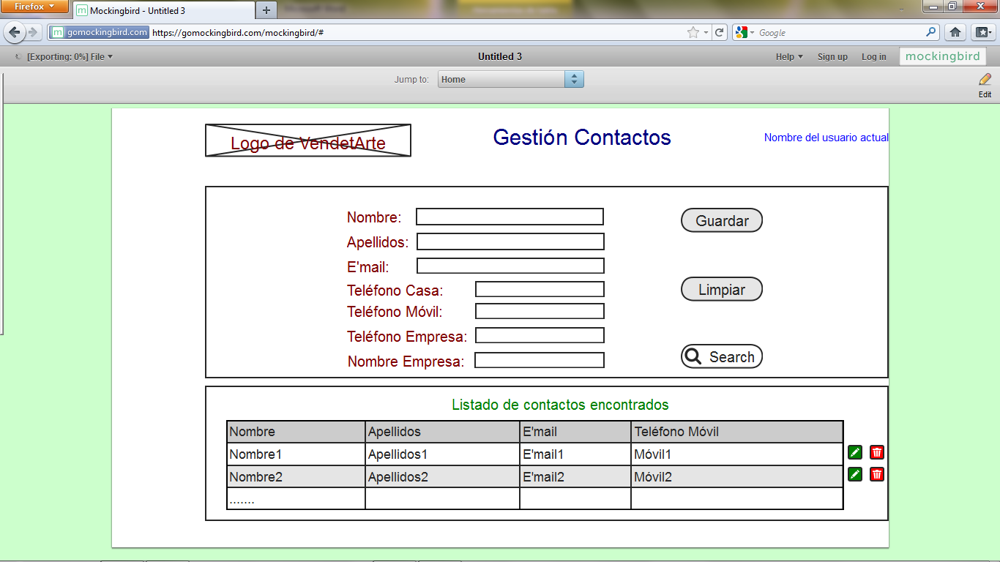 Firefox
Mockingbird - Untitled 3
gomockingbird.com https://gomockingbird.com/mockingbird/#
Google
[Exporting: 0%] File
Untitled 3
Help
Sign up
Log in
mockingbird
Jump to:
Home
Edit
Logo de VendetArte
Gestión Contactos
Nombre del usuario actual
Nombre:
Guardar
Apellidos:
E'mail:
Teléfono Casa:
Limpiar
Teléfono Móvil:
Teléfono Empresa:
Nombre Empresa:
Search
Listado de contactos encontrados
Nombre Apellidos E'mail Teléfono Móvil
Nombre1 Apellidos1 E'mail1 Móvil1
Nombre2 Apellidos2 E'mail2 Móvil2
.......